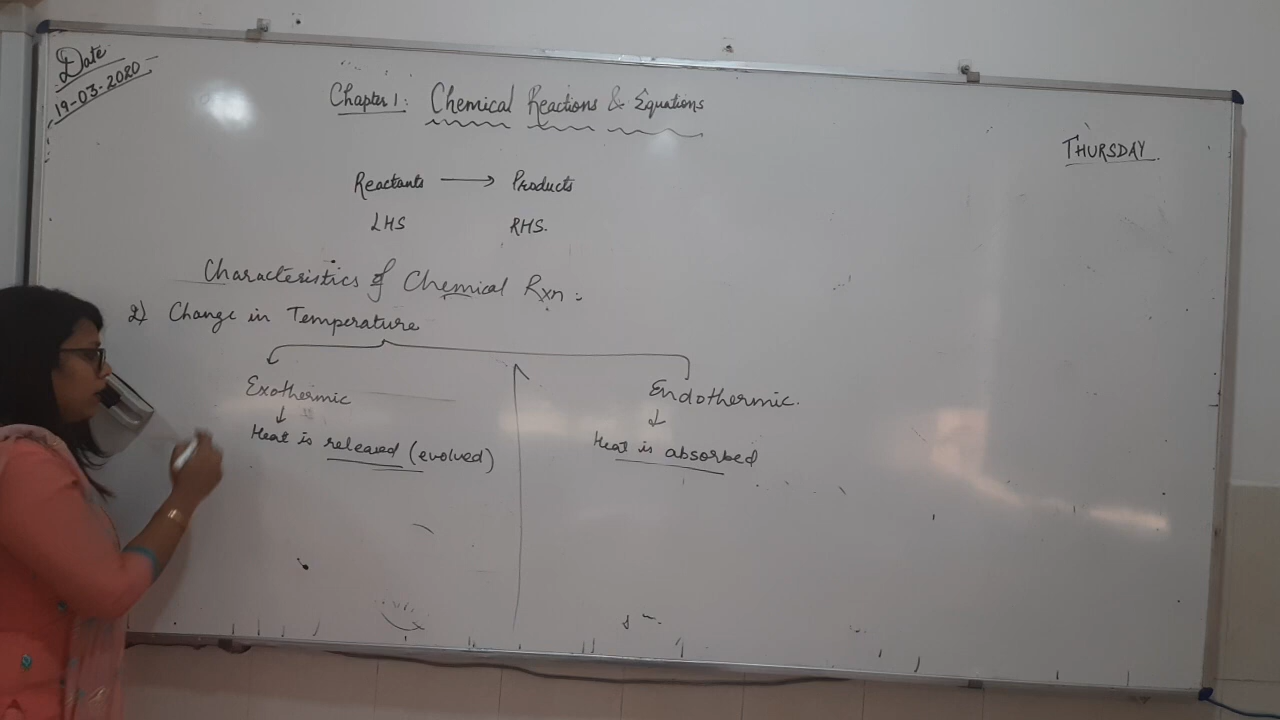 Date
19-03-2020
Chapter 1: Chemical Reactions & Equations
THURSDAY.
Reactants → Products
LHS RHS.
Characteristics of Chemical Rxn:
2) Change in Temperature
Exothermic Endothermic.
↓ ↓
Heat is released (evolved) Heat is absorbed